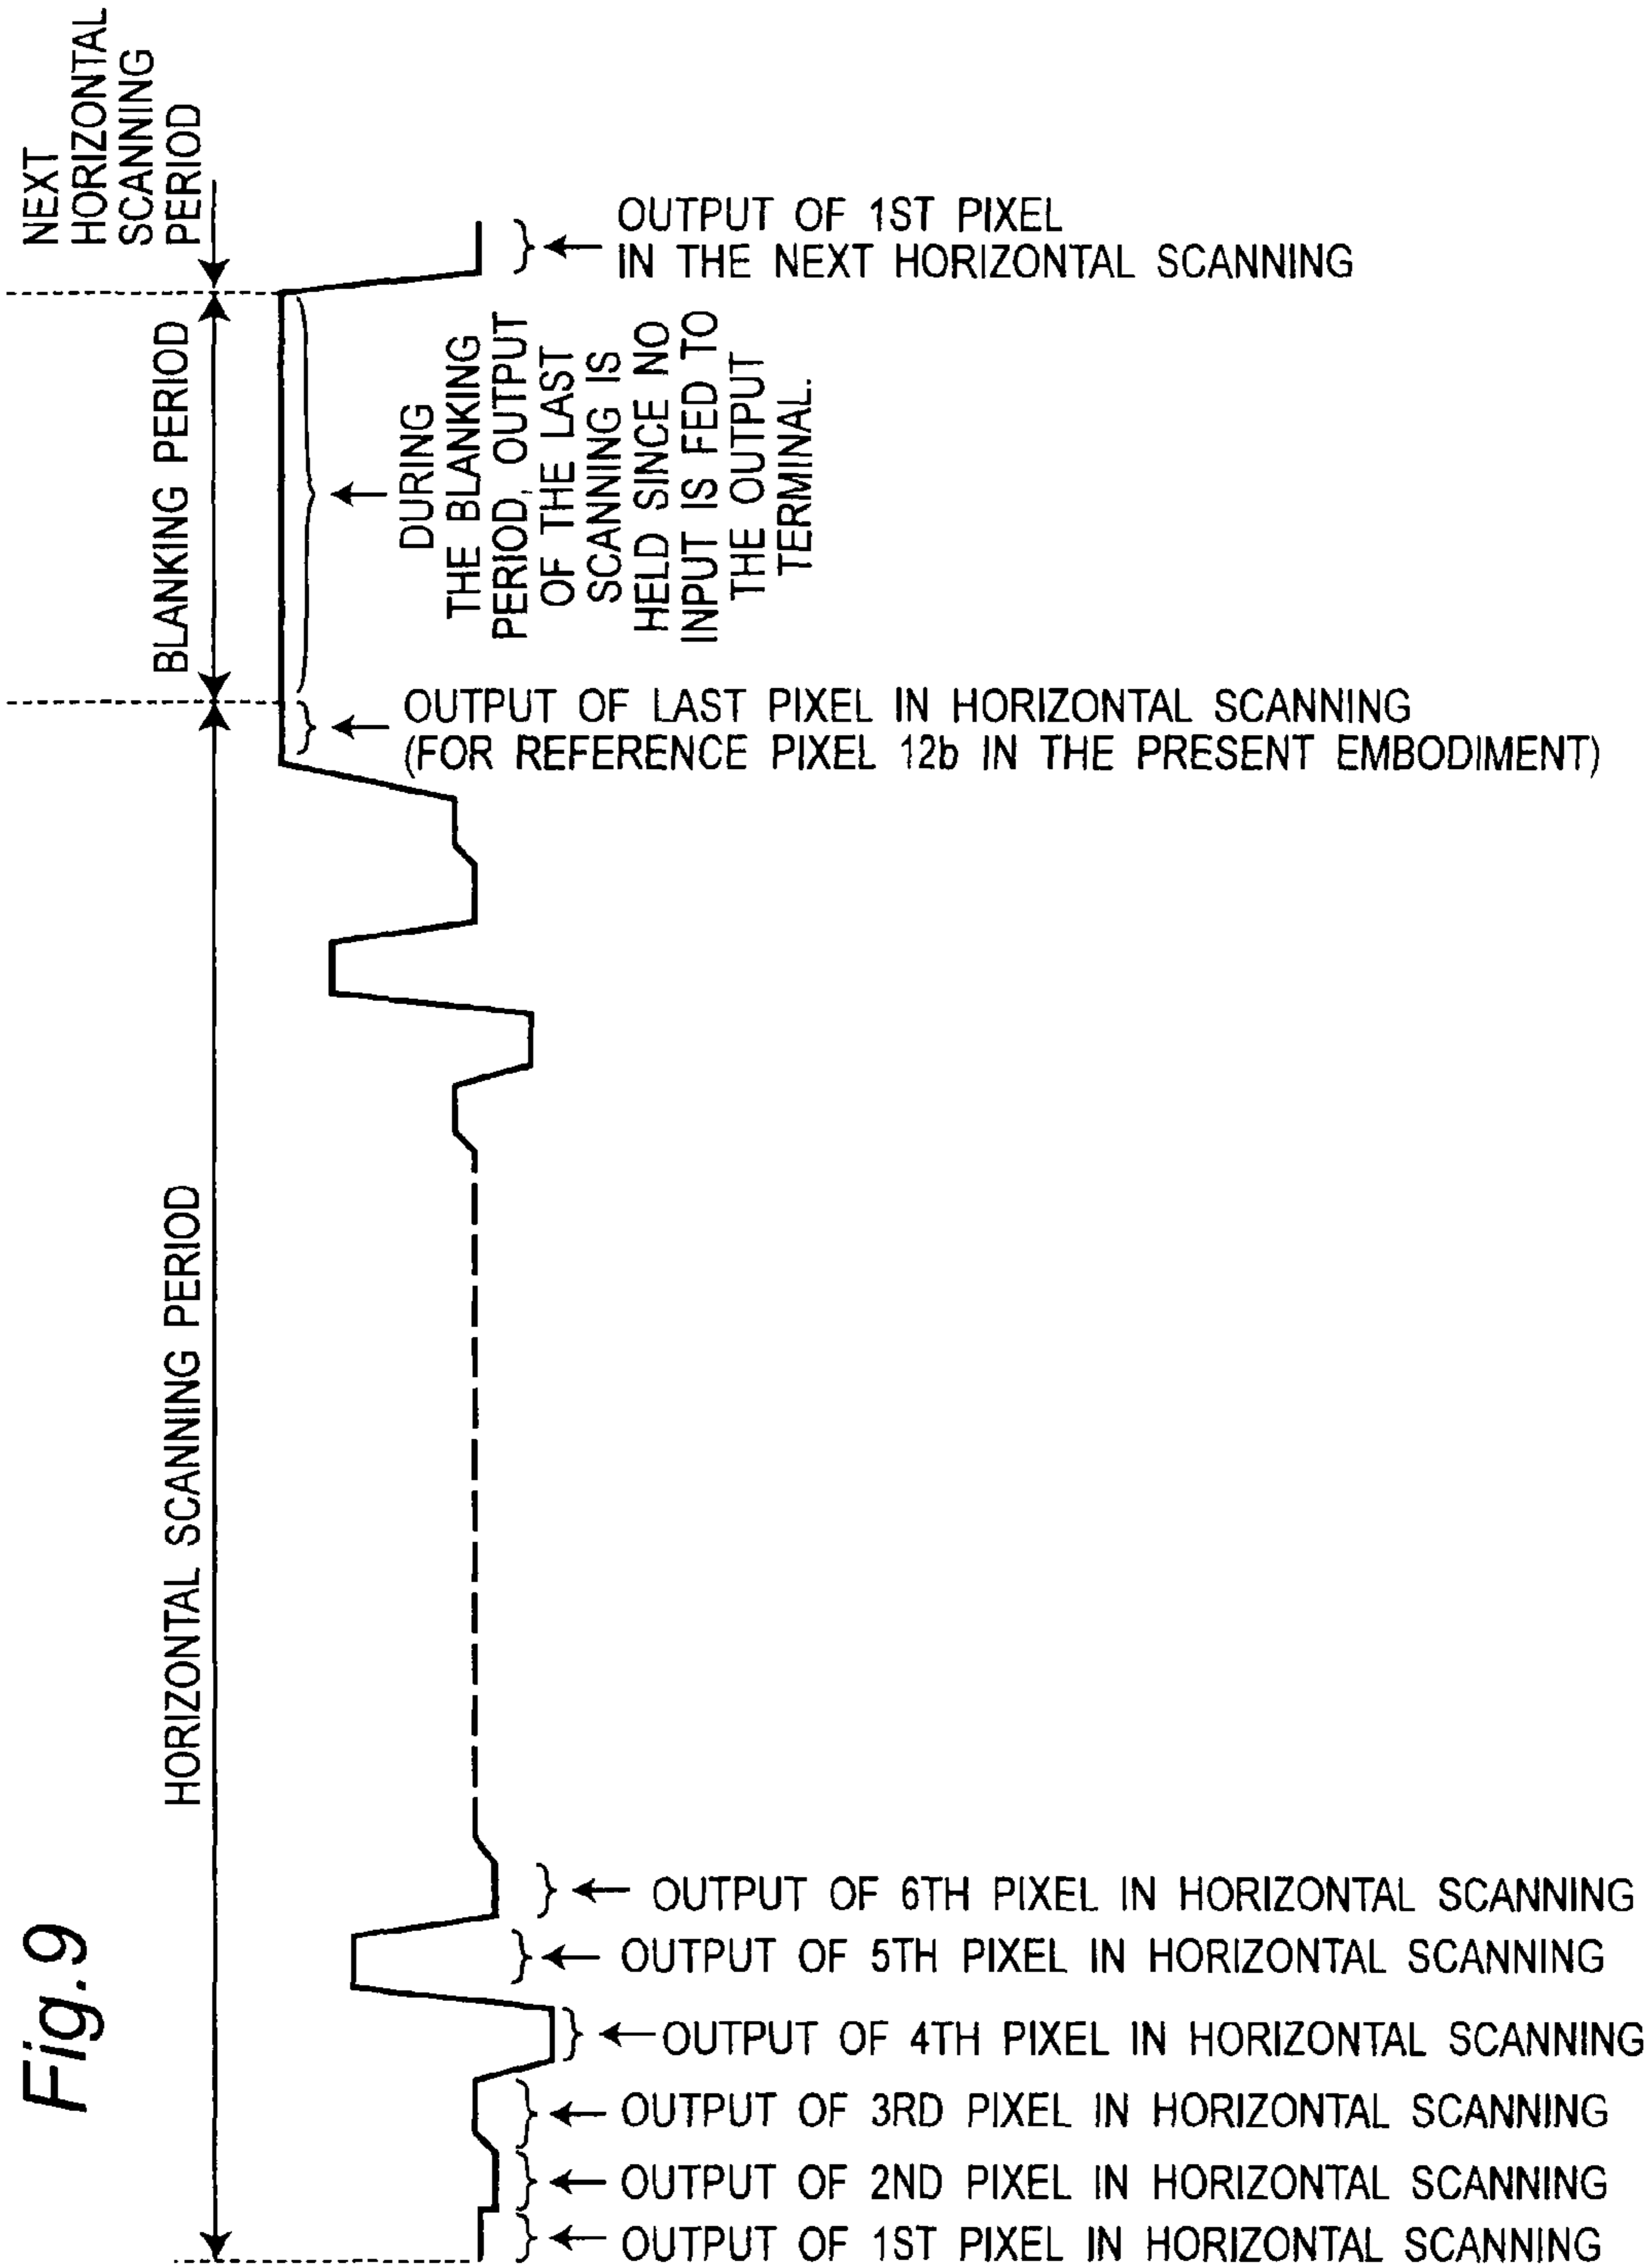 Fig.9
NEXT
HORIZONTAL
SCANNING
PERIOD
BLANKING PERIOD
HORIZONTAL SCANNING PERIOD
OUTPUT OF 1ST PIXEL
IN THE NEXT HORIZONTAL SCANNING
DURING
THE BLANKING
PERIOD, OUTPUT
OF THE LAST
SCANNING IS
HELD SINCE NO
INPUT IS FED TO
THE OUTPUT
TERMINAL.
OUTPUT OF LAST PIXEL IN HORIZONTAL SCANNING
(FOR REFERENCE PIXEL 12b IN THE PRESENT EMBODIMENT)
OUTPUT OF 6TH PIXEL IN HORIZONTAL SCANNING
OUTPUT OF 5TH PIXEL IN HORIZONTAL SCANNING
OUTPUT OF 4TH PIXEL IN HORIZONTAL SCANNING
OUTPUT OF 3RD PIXEL IN HORIZONTAL SCANNING
OUTPUT OF 2ND PIXEL IN HORIZONTAL SCANNING
OUTPUT OF 1ST PIXEL IN HORIZONTAL SCANNING